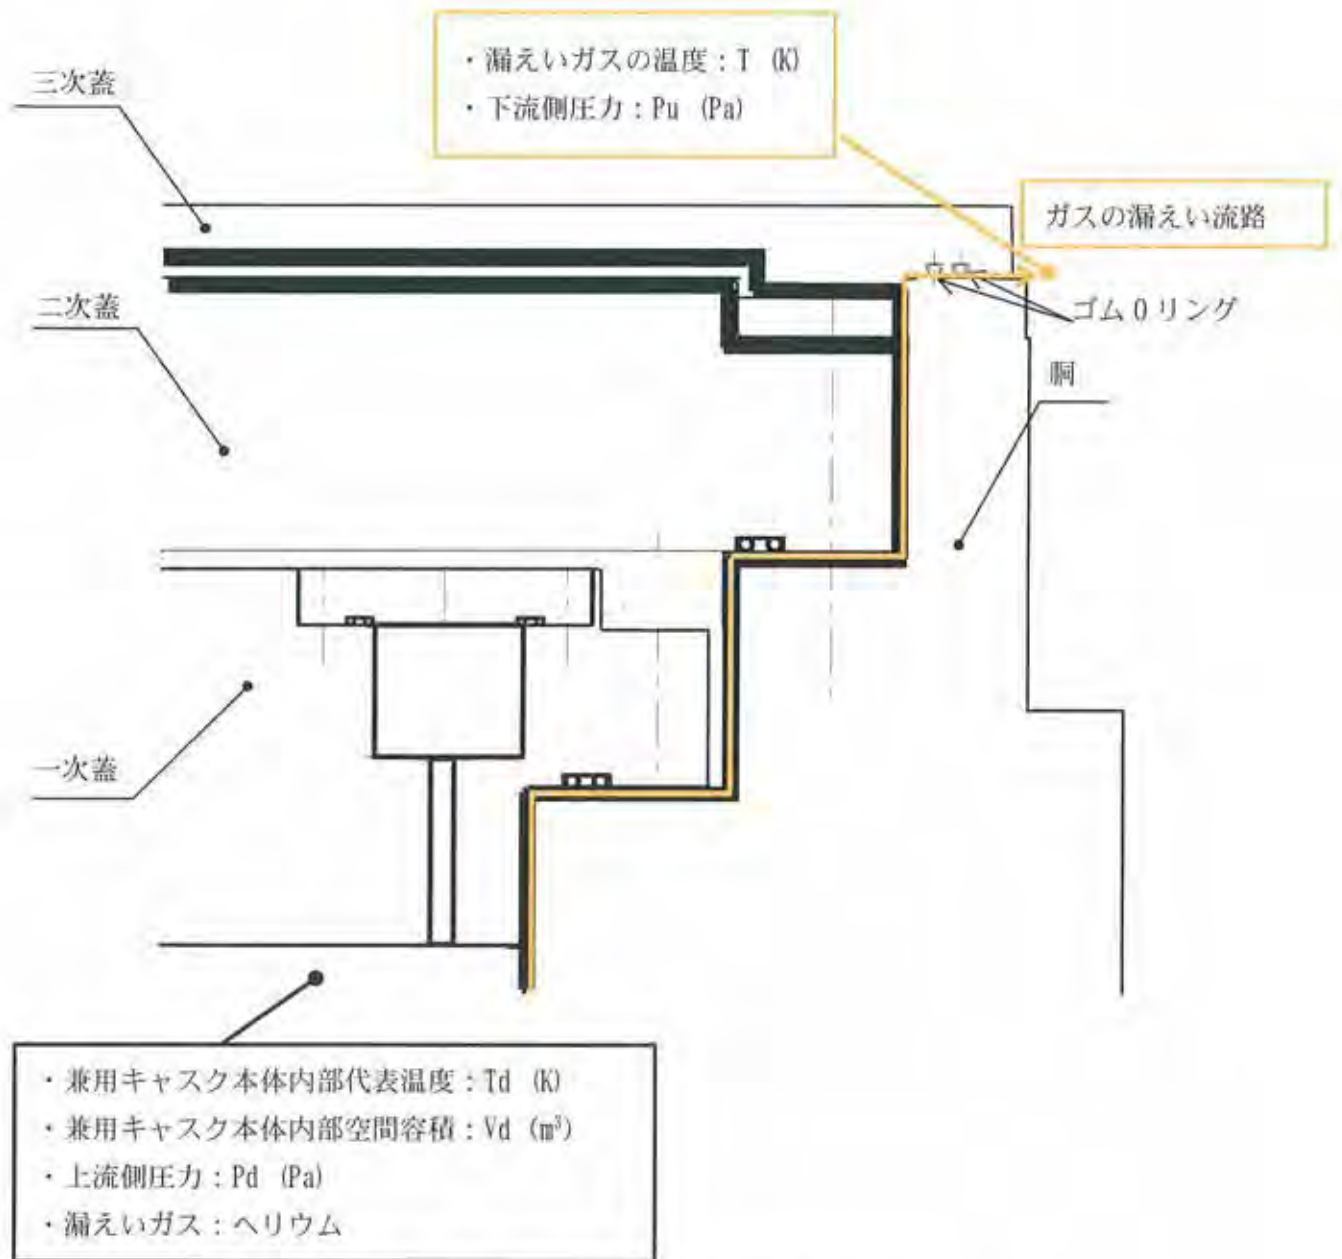 ・漏えいガスの温度：T (K)
・下流側圧力：Pu (Pa)
三次蓋
ガスの漏えい流路
二次蓋
ゴムOリング
胴
一次蓋
・兼用キャスク本体内部代表温度：Td (K)
・兼用キャスク本体内部空間容積：Vd (m³)
・上流側圧力：Pd (Pa)
・漏えいガス：ヘリウム